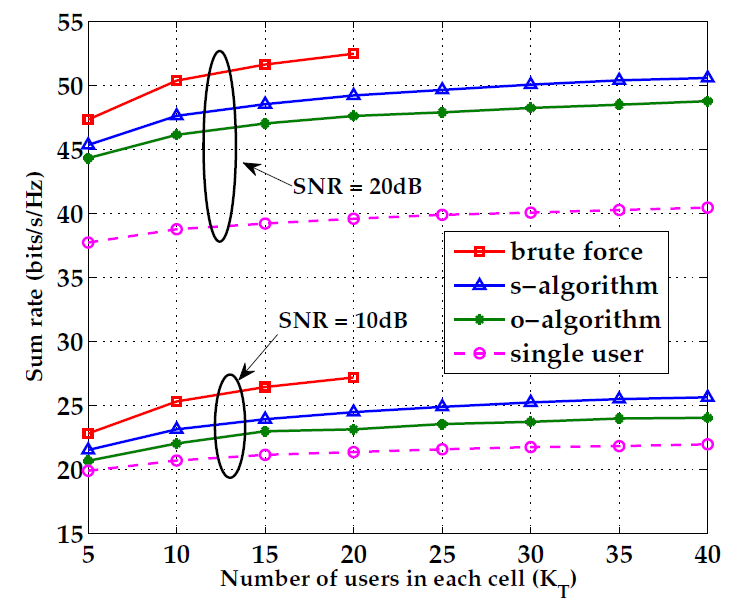 55
50
45
40
35
30
25
20
15
Sum rate (bits/s/Hz)
SNR = 20dB
SNR = 10dB
brute force
s-algorithm
o-algorithm
single user
5 10 15 20 25 30 35 40
Number of users in each cell (K_T)